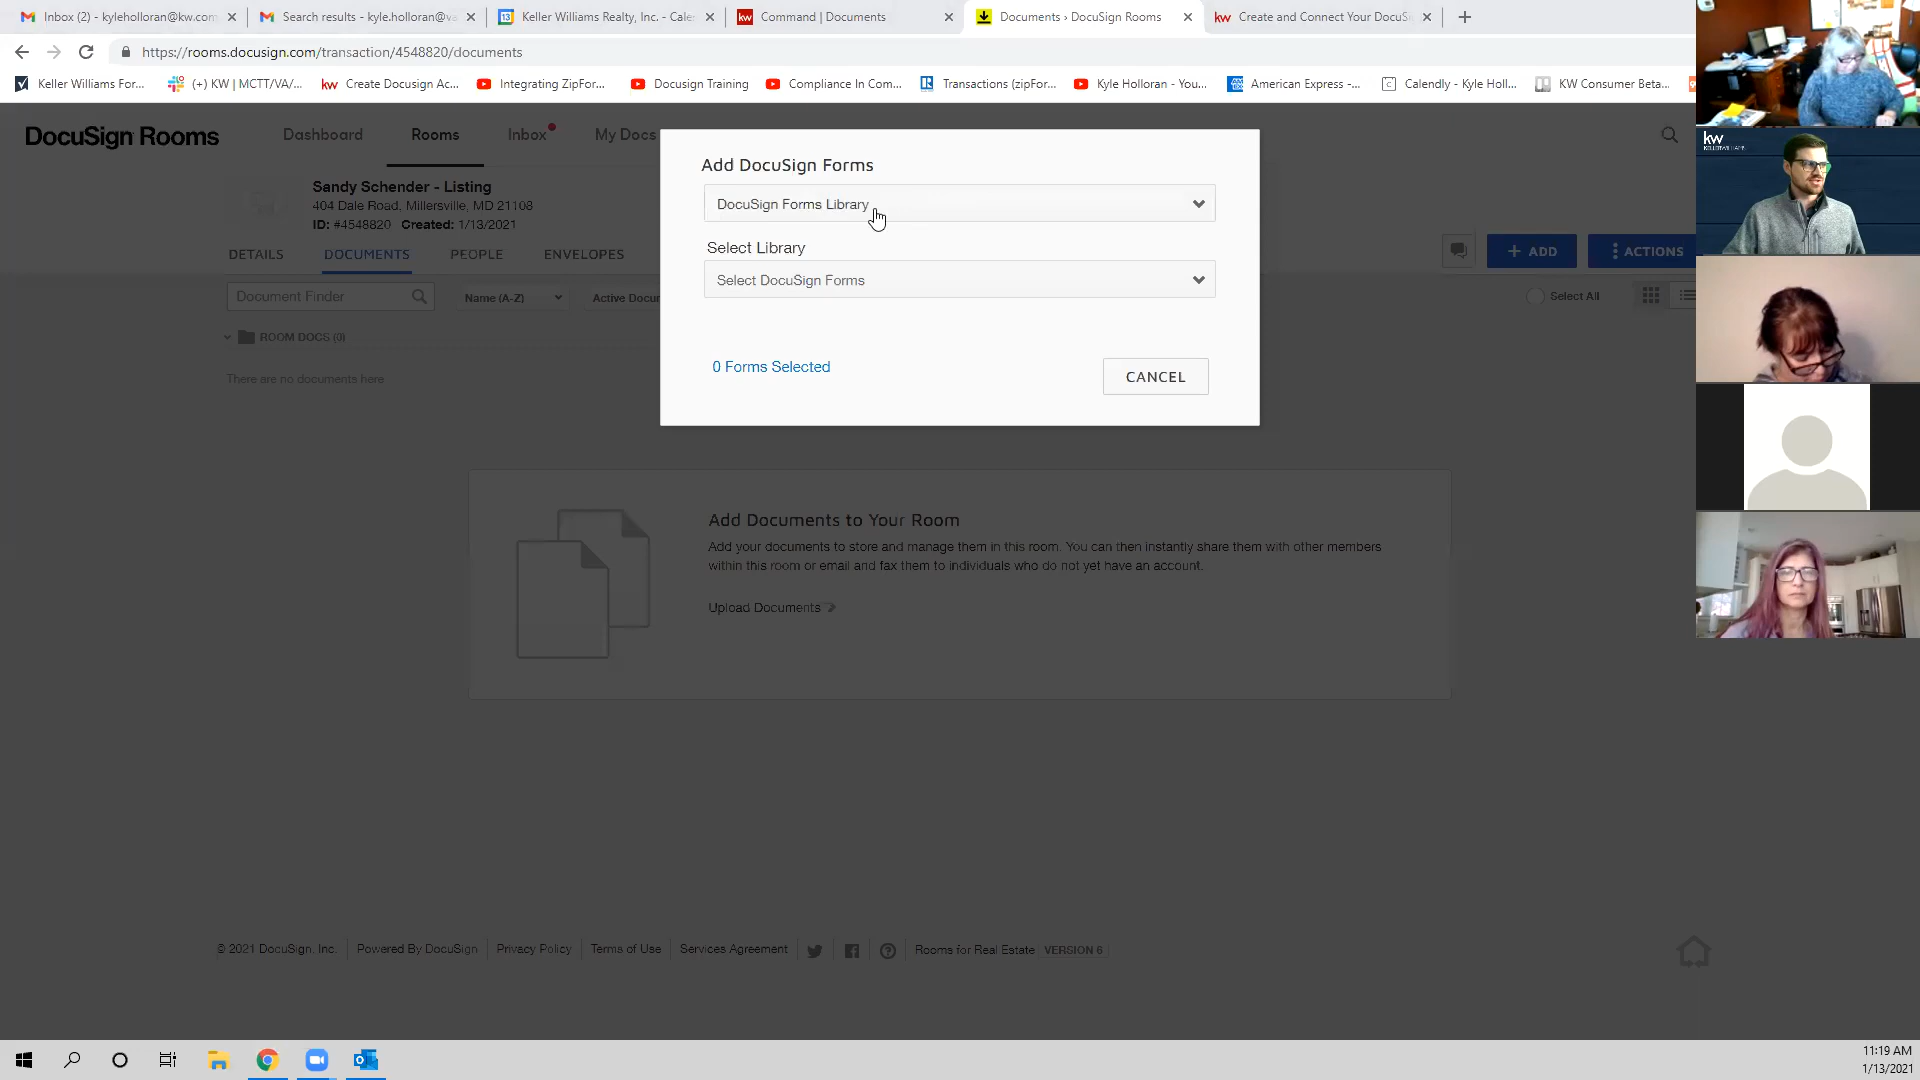 Inbox (2) - kyleholloran@kw.com
Search results - kyle.holloran@va
Keller Williams Realty, Inc. - Cale
Command | Documents
Documents › DocuSign Rooms
Create and Connect Your DocuSi
https://rooms.docusign.com/transaction/4548820/documents
Keller Williams For...
(+) KW | MCTT/VA/...
Create Docusign Ac...
Integrating ZipFor...
Docusign Training
Compliance In Com...
Transactions (zipFor...
Kyle Holloran - You...
American Express -...
Calendly - Kyle Holl...
KW Consumer Beta...
DocuSign Rooms
Dashboard
Rooms
Inbox
My Docs
Sandy Schender - Listing
404 Dale Road, Millersville, MD 21108
ID: #4548820 Created: 1/13/2021
DETAILS
DOCUMENTS
PEOPLE
ENVELOPES
ADD
ACTIONS
Document Finder
Name (A-Z)
Active Docu
Select All
ROOM DOCS (0)
There are no documents here
Add DocuSign Forms
DocuSign Forms Library
Select Library
Select DocuSign Forms
0 Forms Selected
CANCEL
Add Documents to Your Room
Add your documents to store and manage them in this room. You can then instantly share them with other members
within this room or email and fax them to individuals who do not yet have an account.
Upload Documents
© 2021 DocuSign, Inc.
Powered By DocuSign
Privacy Policy
Terms of Use
Services Agreement
Rooms for Real Estate VERSION 6
kw
KELLERWILLIAMS
11:19 AM
1/13/2021